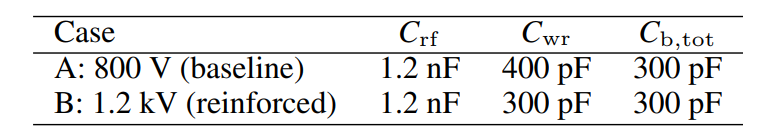 Case C_rf C_wr C_b,tot
A: 800 V (baseline) 1.2 nF 400 pF 300 pF
B: 1.2 kV (reinforced) 1.2 nF 300 pF 300 pF